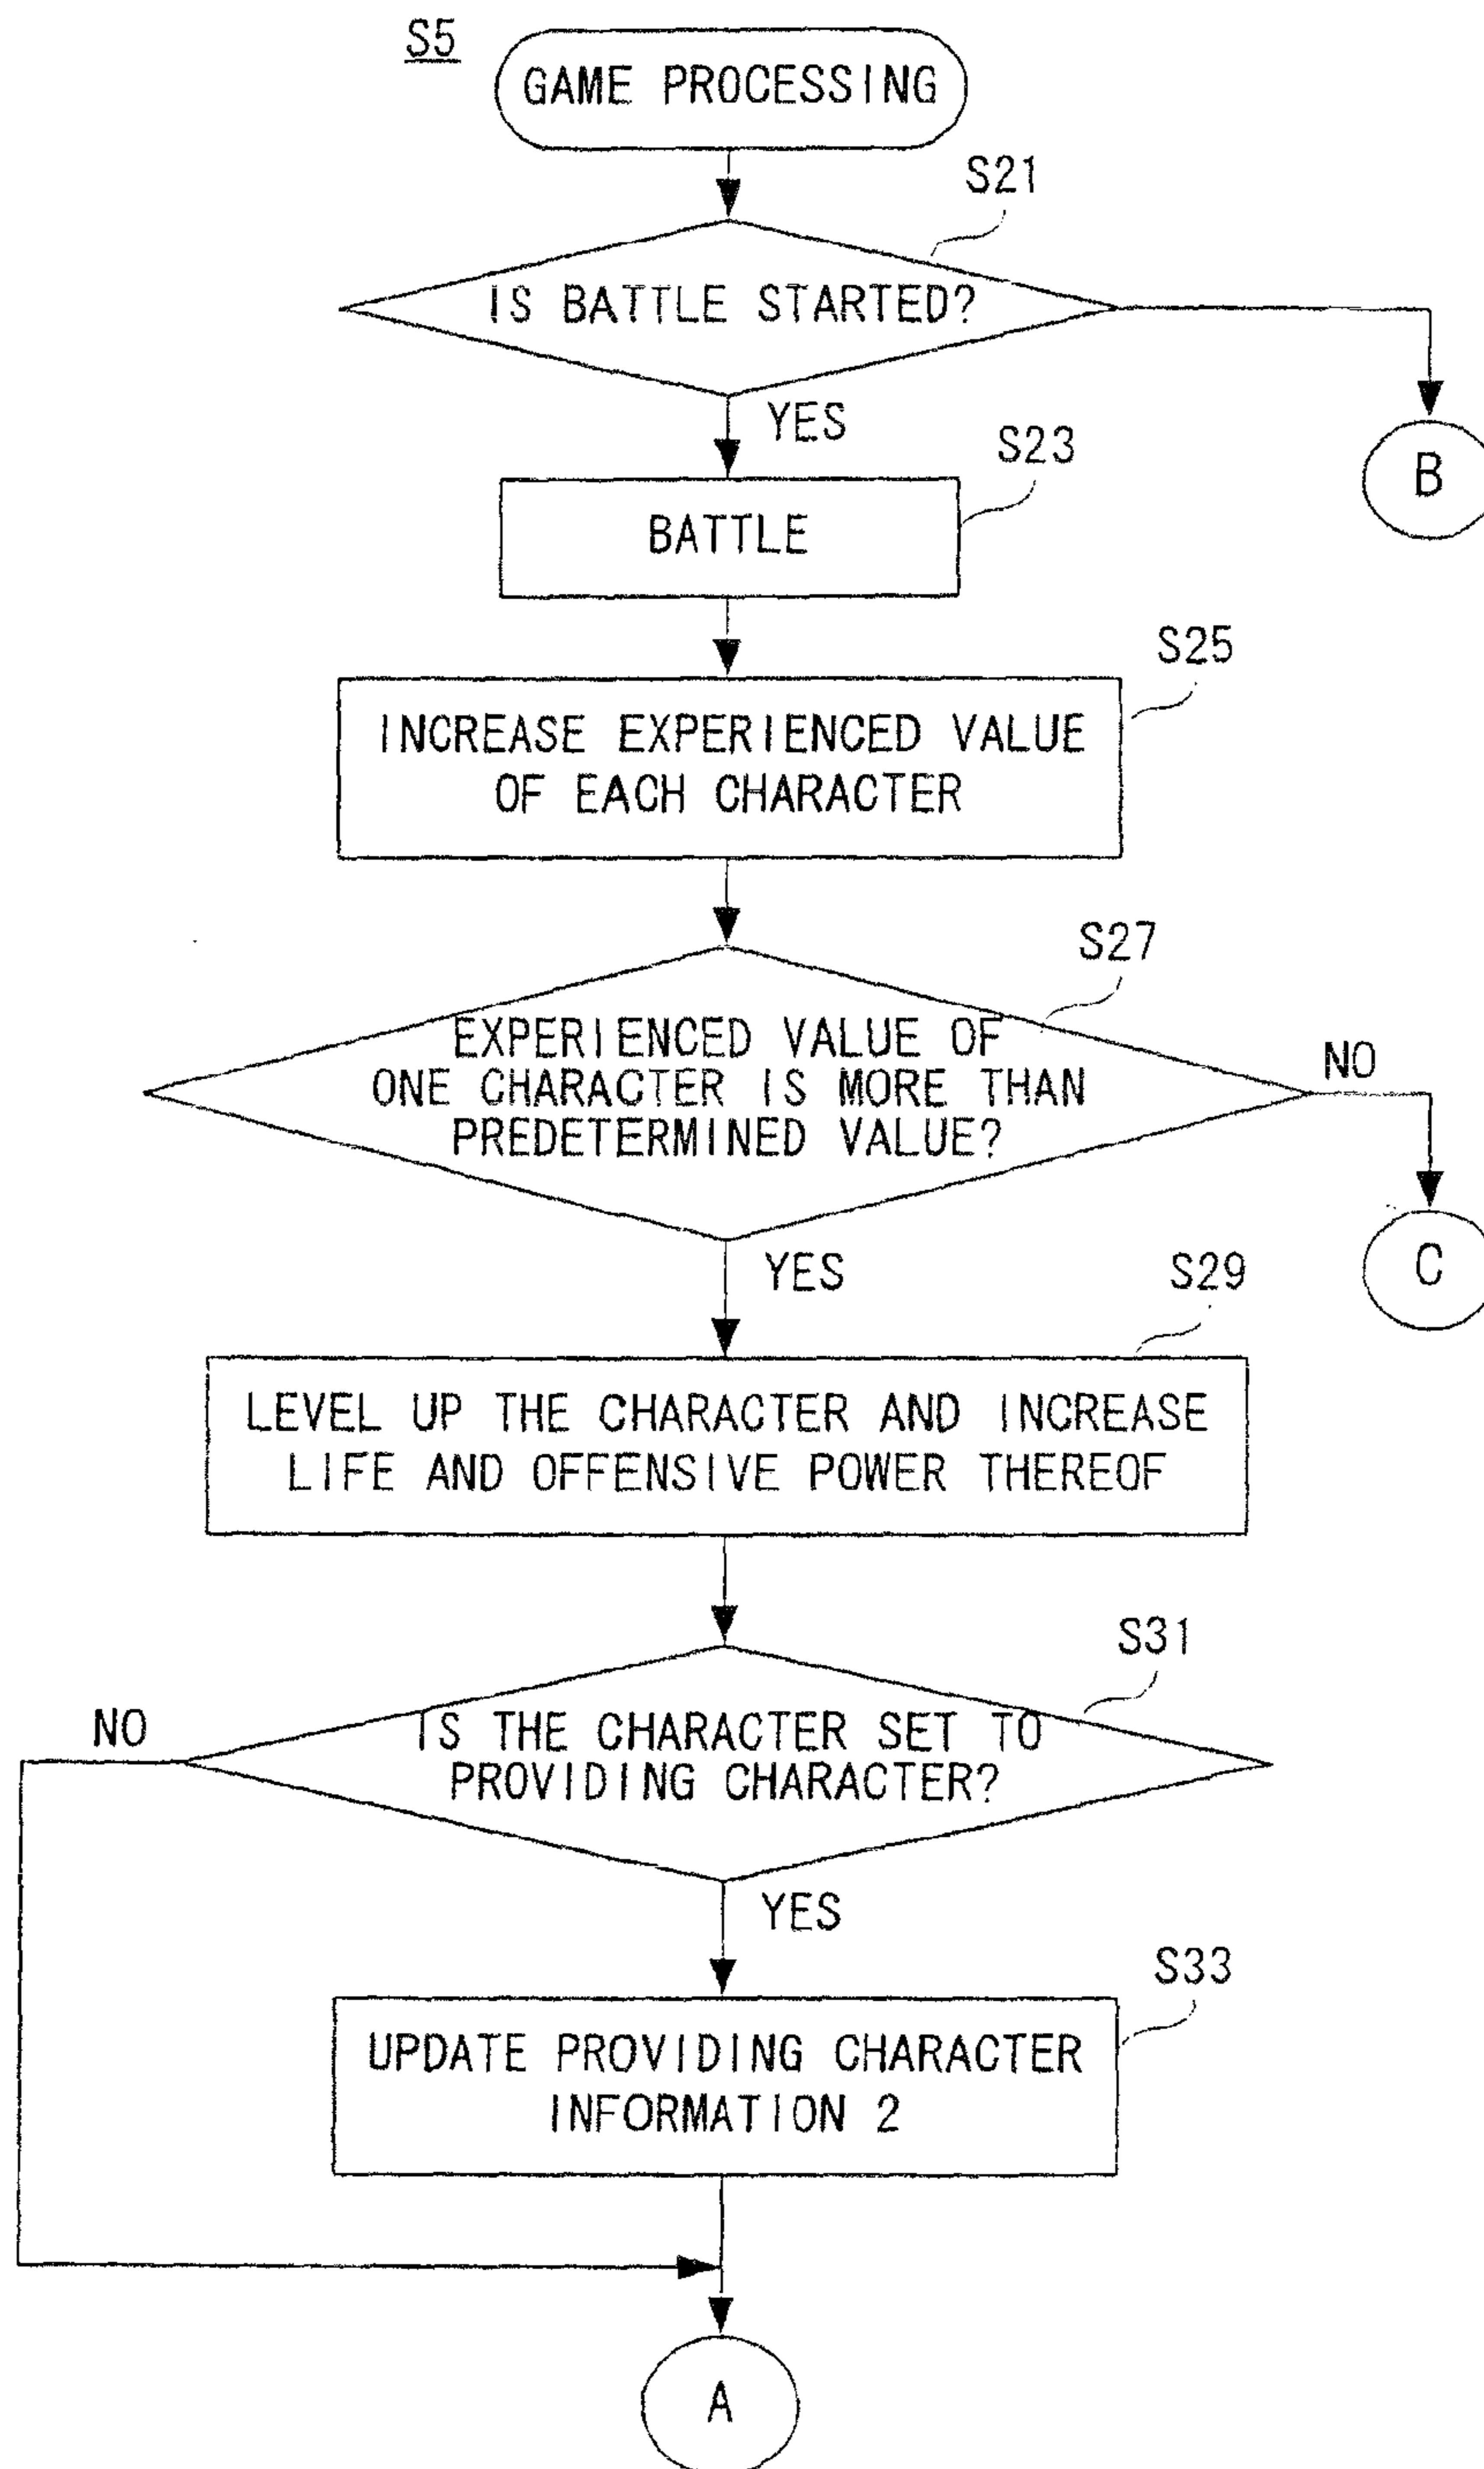 S5
GAME PROCESSING
S21
IS BATTLE STARTED?
YES
B
S23
BATTLE
S25
INCREASE EXPERIENCED VALUE
OF EACH CHARACTER
S27
EXPERIENCED VALUE OF
ONE CHARACTER IS MORE THAN
PREDETERMINED VALUE?
NO
C
YES
S29
LEVEL UP THE CHARACTER AND INCREASE
LIFE AND OFFENSIVE POWER THEREOF
S31
NO
IS THE CHARACTER SET TO
PROVIDING CHARACTER?
YES
S33
UPDATE PROVIDING CHARACTER
INFORMATION 2
A